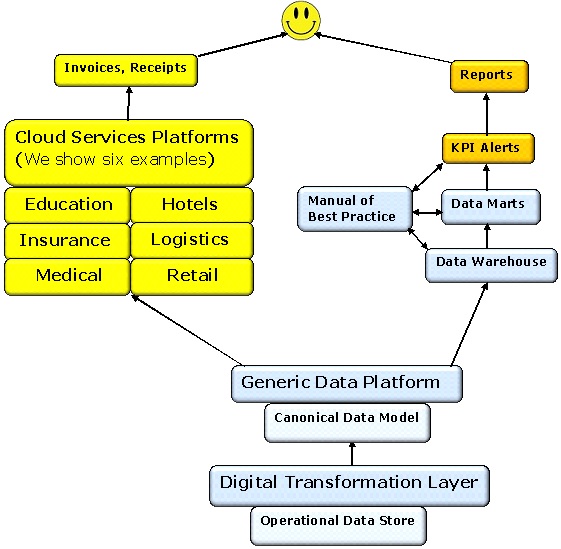 Invoices, Receipts
Reports
Cloud Services Platforms
(We show six examples)
KPI Alerts
Education
Hotels
Manual of
Best Practice
Data Marts
Insurance
Logistics
Data Warehouse
Medical
Retail
Generic Data Platform
Canonical Data Model
Digital Transformation Layer
Operational Data Store